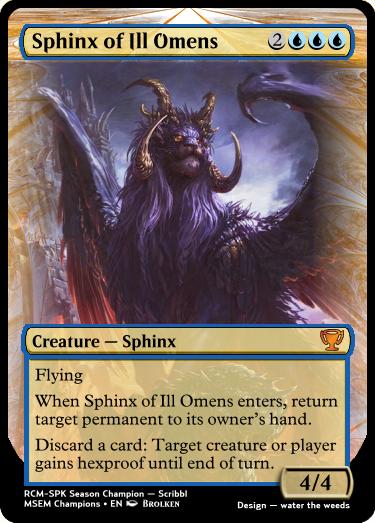 Sphinx of Ill Omens 2
Creature — Sphinx
Flying
When Sphinx of Ill Omens enters, return
target permanent to its owner's hand.
Discard a card: Target creature or player
gains hexproof until end of turn.
4/4
RCM-SPK Season Champion — Scribbl
MSEM Champions • EN Brolken
Design — water the weeds